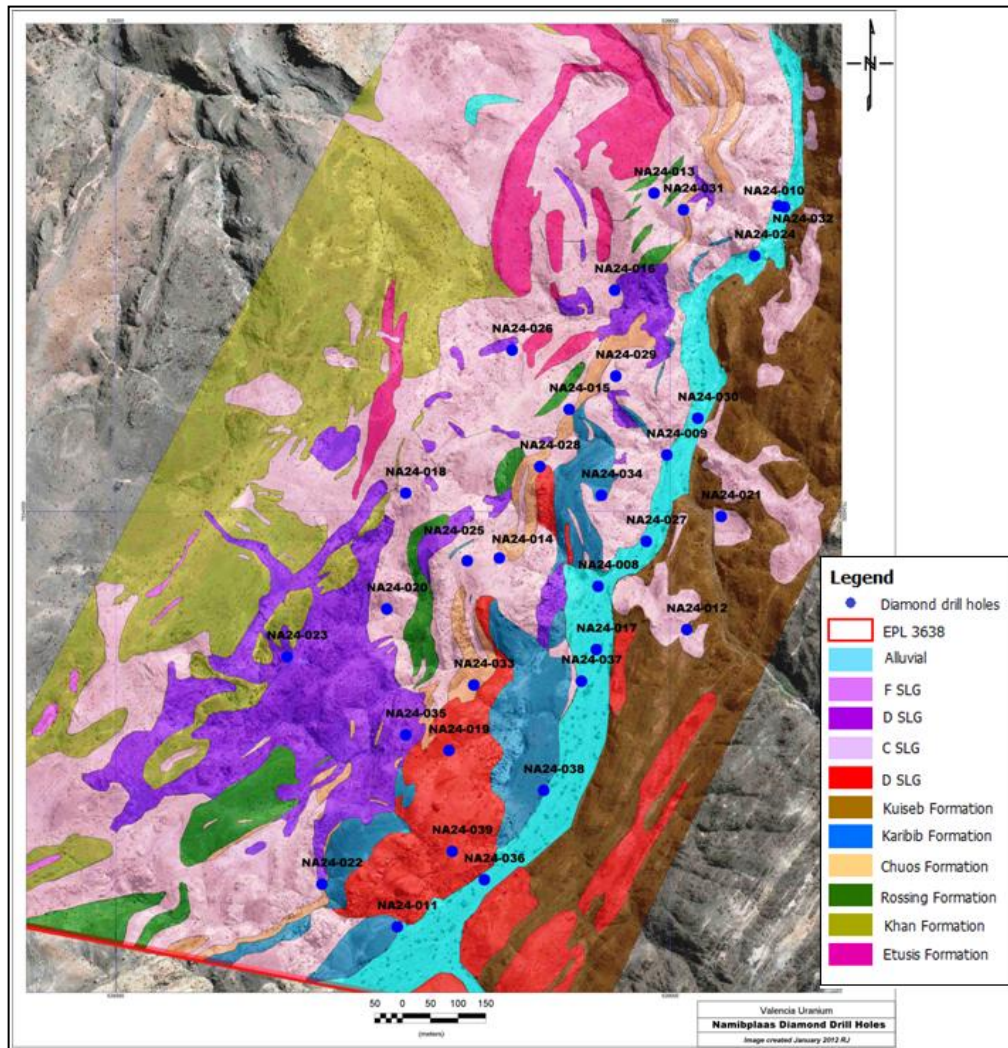 N
NA24-013
NA24-031
NA24-010
NA24-032
NA24-024
NA24-016
NA24-026
NA24-029
NA24-015
NA24-030
NA24-009
NA24-028
NA24-018
NA24-034
NA24-021
NA24-027
NA24-025
NA24-014
NA24-008
NA24-020
NA24-012
NA24-023
NA24-017
NA24-033
NA24-037
NA24-035
NA24-019
NA24-038
NA24-039
NA24-022
NA24-036
NA24-011
Legend
Diamond drill holes
EPL 3638
Alluvial
F SLG
D SLG
C SLG
D SLG
Kuiseb Formation
Karibib Formation
Chuos Formation
Rossing Formation
Khan Formation
Etusis Formation
50 0 50 100 150
(meters)
Valencia Uranium
Namibplaas Diamond Drill Holes
Image created January 2012 RJ